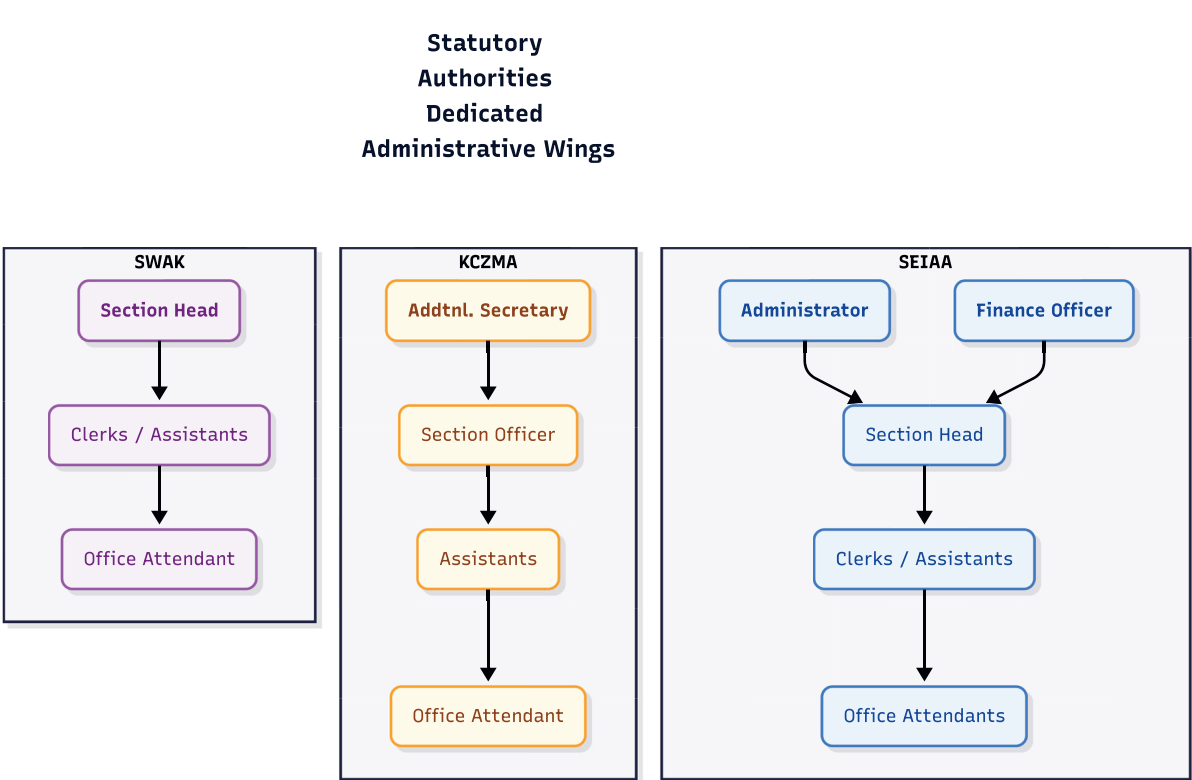 Statutory
Authorities
Dedicated
Administrative Wings
SWAK
Section Head
Clerks / Assistants
Office Attendant
KCZMA
Addtnl. Secretary
Section Officer
Assistants
Office Attendant
SEIAA
Administrator
Finance Officer
Section Head
Clerks / Assistants
Office Attendants